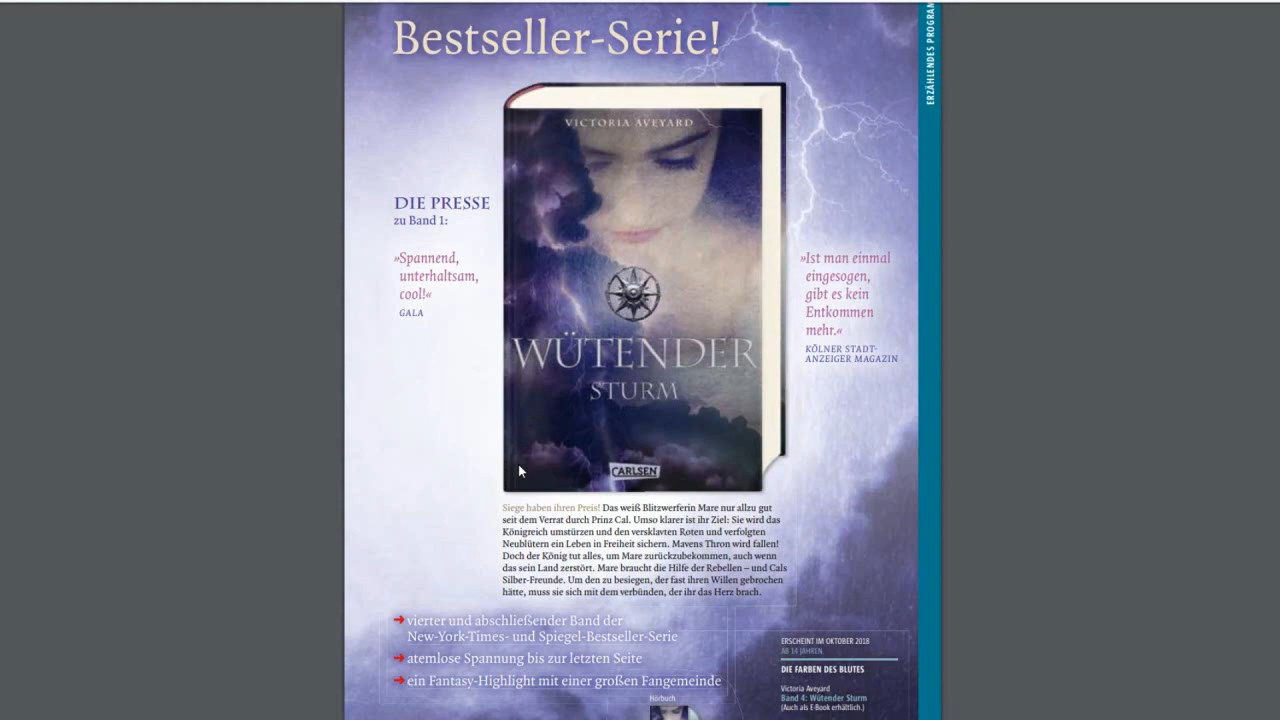 Bestseller-Serie!
ERZÄHLENDES PROGRAM
VICTORIA AVEYARD
WÜTENDER
STURM
CARLSEN
DIE PRESSE
zu Band 1:
»Spannend,
unterhaltsam,
cool!«
GALA
»Ist man einmal
eingesogen,
gibt es kein
Entkommen
mehr.«
KÖLNER STADT-
ANZEIGER MAGAZIN
Siege haben ihren Preis! Das weiß Blitzwerferin Mare nur allzu gut
seit dem Verrat durch Prinz Cal. Umso klarer ist ihr Ziel: Sie wird das
Königreich umstürzen und den versklavten Roten und verfolgten
Neublütern ein Leben in Freiheit sichern. Mavens Thron wird fallen!
Doch der König tut alles, um Mare zurückzubekommen, auch wenn
das sein Land zerstört. Mare braucht die Hilfe der Rebellen – und Cals
Silber-Freunde. Um den zu besiegen, der fast ihren Willen gebrochen
hätte, muss sie sich mit dem verbünden, der ihr das Herz brach.
➜ vierter und abschließender Band der
New-York-Times- und Spiegel-Bestseller-Serie
➜ atemlose Spannung bis zur letzten Seite
➜ ein Fantasy-Highlight mit einer großen Fangemeinde
Hörbuch
ERSCHEINT IM OKTOBER 2018
AB 14 JAHREN
DIE FARBEN DES BLUTES
Victoria Aveyard
Band 4: Wütender Sturm
(Auch als E-Book erhältlich.)